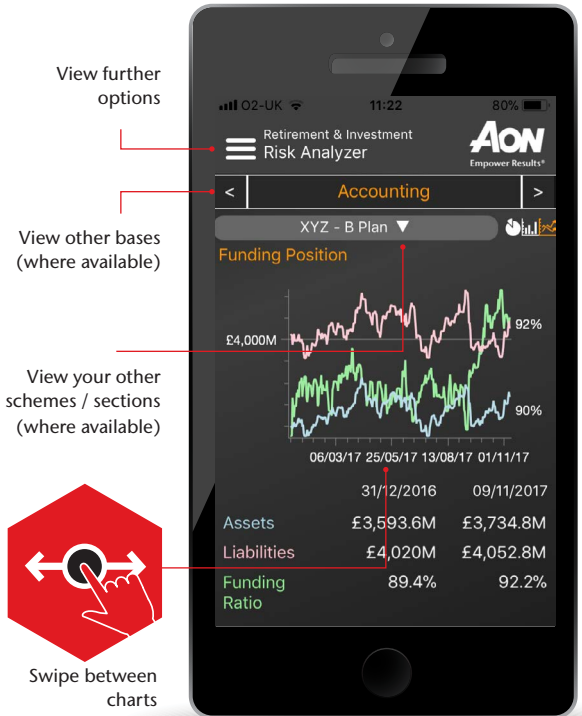 View further
options
O2-UK
11:22
80%
Retirement & Investment
Risk Analyzer
AON
Empower Results®
<
Accounting
>
View other bases
(where available)
XYZ - B Plan ▼
Funding Position
£4,000M
92%
90%
View your other
schemes / sections
(where available)
06/03/17 25/05/17 13/08/17 01/11/17
31/12/2016 09/11/2017
Assets £3,593.6M £3,734.8M
Liabilities £4,020M £4,052.8M
Funding 89.4% 92.2%
Ratio
Swipe between
charts